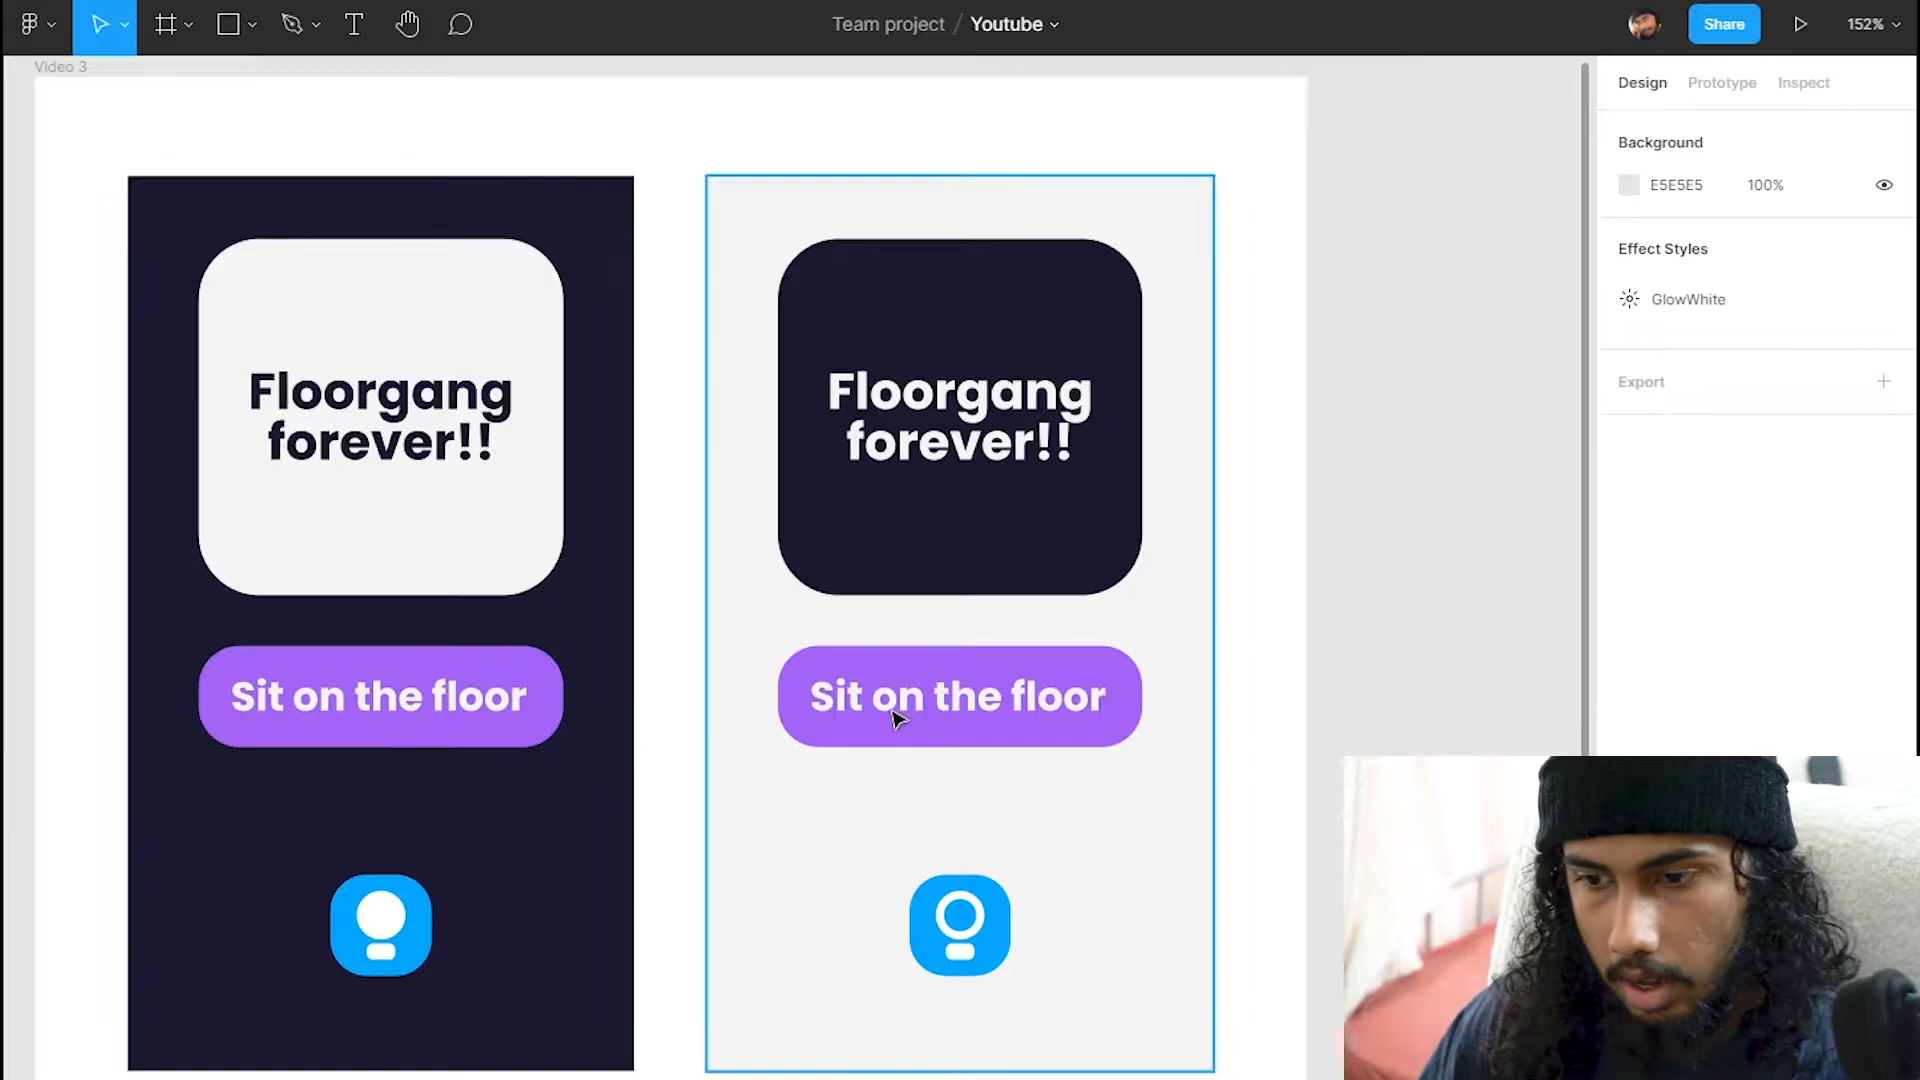 Team project / Youtube
Share
152%
Video 3
Design Prototype Inspect
Background
E5E5E5 100%
Effect Styles
GlowWhite
Export
Floorgang
forever!!
Sit on the floor
Floorgang
forever!!
Sit on the floor